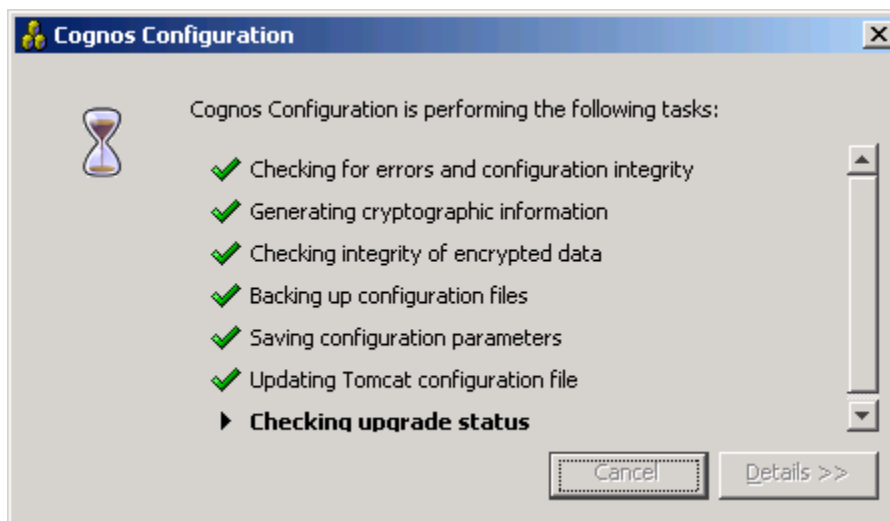 Cognos Configuration
Cognos Configuration is performing the following tasks:
Checking for errors and configuration integrity
Generating cryptographic information
Checking integrity of encrypted data
Backing up configuration files
Saving configuration parameters
Updating Tomcat configuration file
Checking upgrade status
Cancel
Details >>